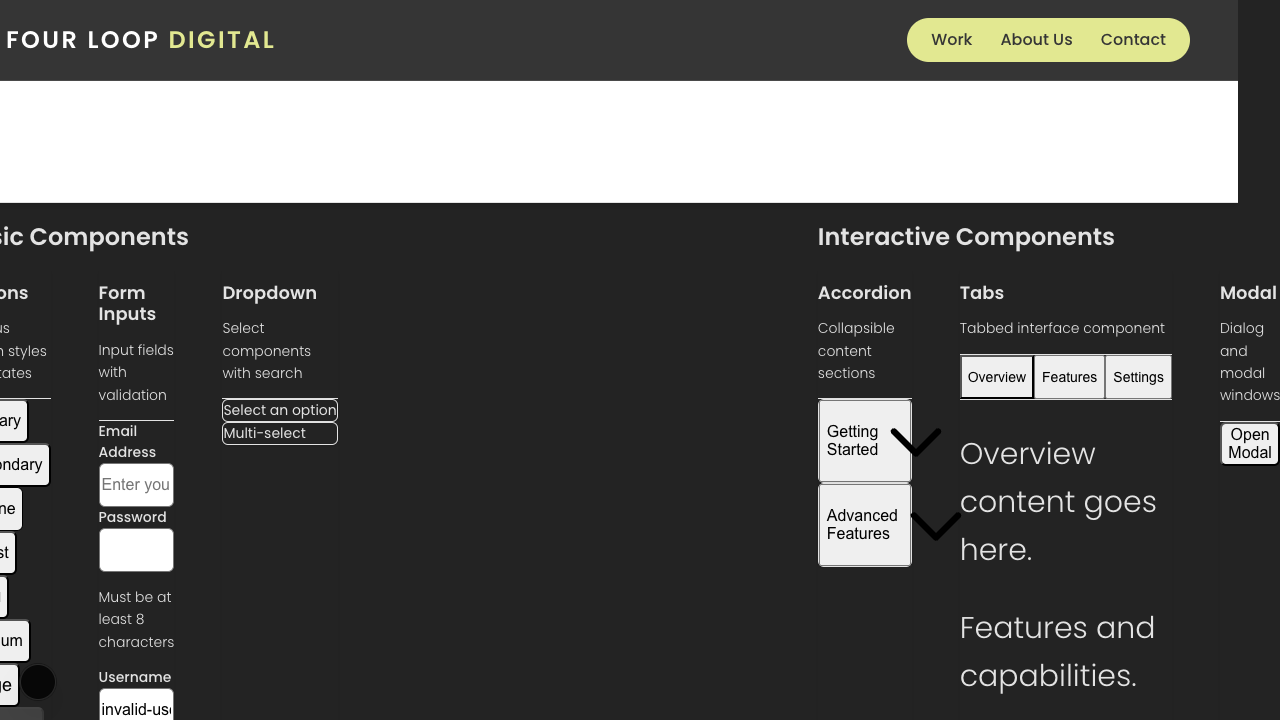 FOUR LOOP DIGITAL
Work
About Us
Contact
sic Components
Interactive Components
ons
us
n styles
tates
ary
ondary
ne
st
um
ge
Form
Inputs
Input fields
with
validation
Email
Address
Enter you
Password
Must be at
least 8
characters
Username
invalid-use
Dropdown
Select
components
with search
Select an option
Multi-select
Accordion
Collapsible
content
sections
Getting
Started
Advanced
Features
Tabs
Tabbed interface component
Overview
Features
Settings
Overview
content goes
here.
Features and
capabilities.
Modal
Dialog
and
modal
windows
Open
Modal